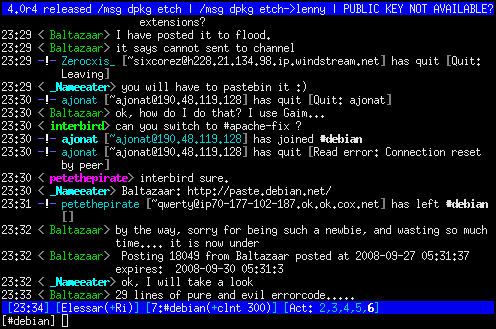 4.0r4 released /msg dpkg etch | /msg dpkg etch->lenny | PUBLIC KEY NOT AVAILABLE?
extensions?
23:29 < Baltazaar> I have posted it to flood.
23:29 < Baltazaar> it says cannot sent to channel
23:29 -!- Zerocxis_ [~sixcorez@h228.21.134.98.ip.windstream.net] has quit [Quit:
Leaving]
23:29 < _Nameeater> you will have to pastebin it :)
23:30 -!- ajonat [~ajonat@190.48.119.128] has quit [Quit: ajonat]
23:30 < Baltazaar> ok, how do I do that? I use Gaim...
23:30 < interbird> can you switch to #apache-fix ?
23:30 -!- ajonat [~ajonat@190.48.119.128] has joined #debian
23:30 -!- ajonat [~ajonat@190.48.119.128] has quit [Read error: Connection reset
by peer]
23:30 < petethepirate> interbird sure.
23:30 < _Nameeater> Baltazaar: http://paste.debian.net/
23:31 -!- petethepirate [~qwerty@ip70-177-102-187.ok.ok.cox.net] has left #debian
[]
23:32 < Baltazaar> by the way, sorry for being such a newbie, and wasting so much
time.... it is now under
23:32 < Baltazaar>  Posting 18049 from Baltazaar posted at 2008-09-27 05:31:37
expires:  2008-09-30 05:31:3
23:32 < _Nameeater> ok, I will take a look
23:33 < Baltazaar> 29 lines of pure and evil errorcode.....
[23:34] [Elessar(+Ri)] [7:#debian(+clnt 300)] [Act: 2,3,4,5,6]
[#debian]